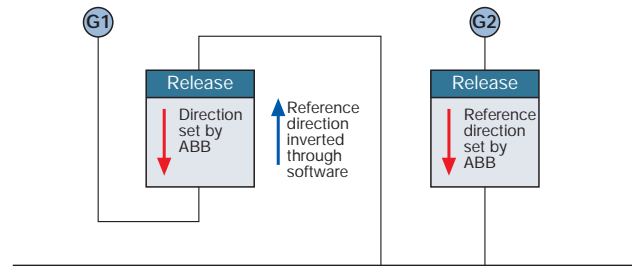 G1
G2
Release
Direction
set by
ABB
Reference
direction
inverted
through
software
Release
Reference
direction
set by
ABB